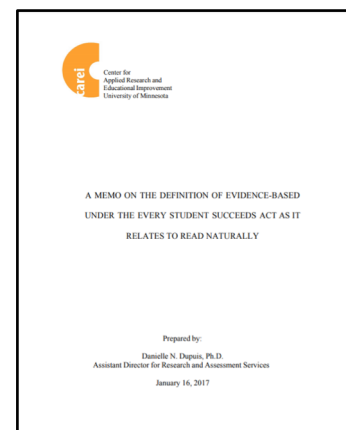 carei
Center for
Applied Research and
Educational Improvement
University of Minnesota
A MEMO ON THE DEFINITION OF EVIDENCE-BASED
UNDER THE EVERY STUDENT SUCCEEDS ACT AS IT
RELATES TO READ NATURALLY
Prepared by:
Danielle N. Dupuis, Ph.D.
Assistant Director for Research and Assessment Services
January 16, 2017